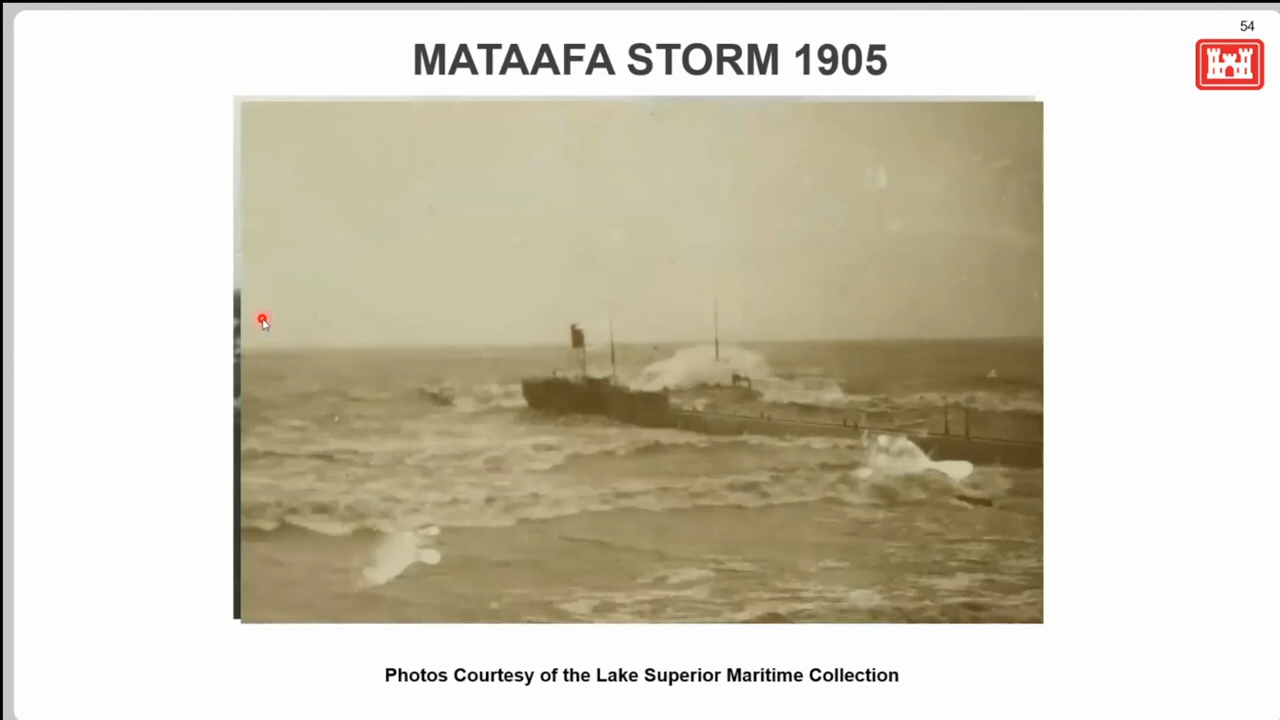 54
MATAAFA STORM 1905
Photos Courtesy of the Lake Superior Maritime Collection